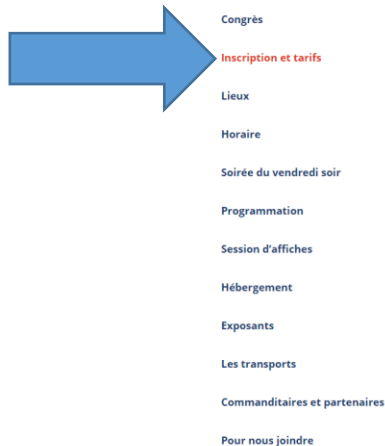 Congrès
Inscription et tarifs
Lieux
Horaire
Soirée du vendredi soir
Programmation
Session d'affiches
Hébergement
Exposants
Les transports
Commanditaires et partenaires
Pour nous joindre